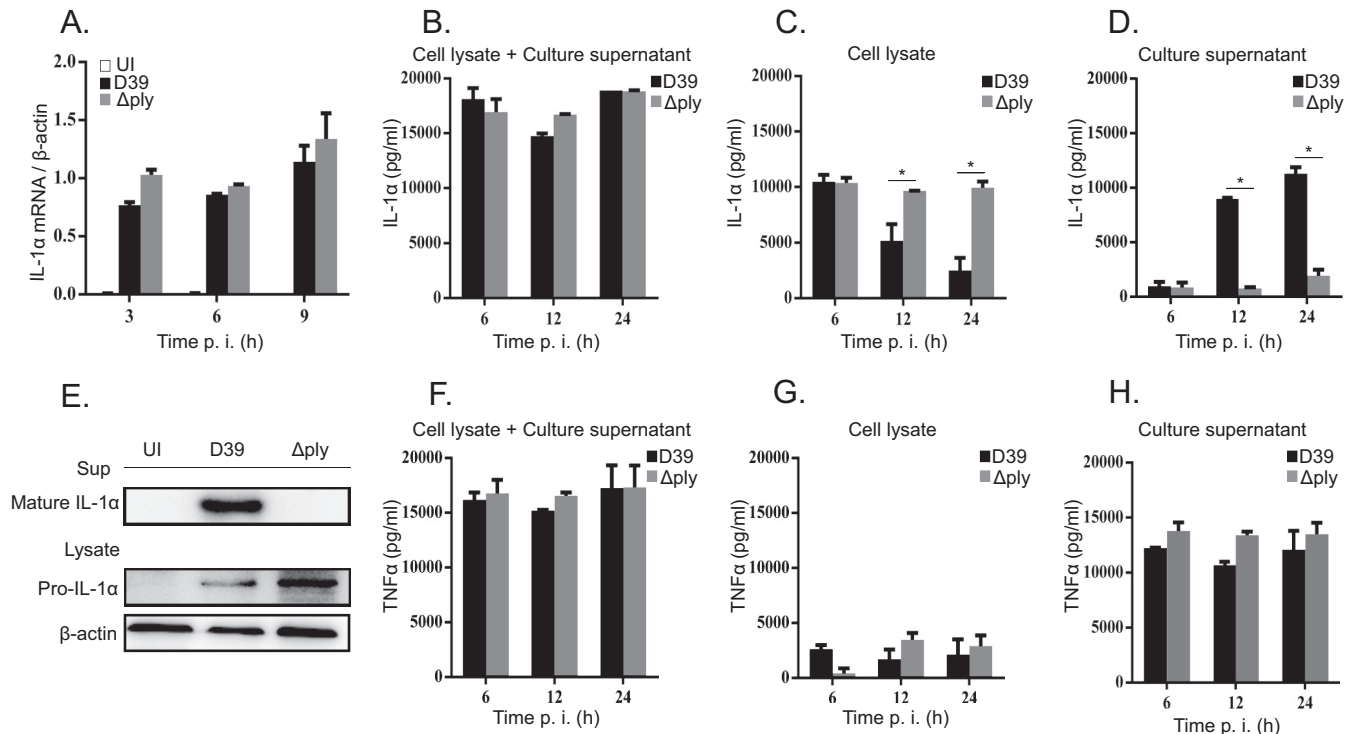 A.
2.0
1.5
1.0
0.5
0.0
IL-1α mRNA / β-actin
UI
D39
Δply
3 6 9
Time p. i. (h)
B.
Cell lysate + Culture supernatant
20000
15000
10000
5000
0
IL-1α (pg/ml)
D39
Δply
6 12 24
Time p. i. (h)
C.
Cell lysate
20000
15000
10000
5000
0
IL-1α (pg/ml)
D39
Δply
* *
6 12 24
Time p. i. (h)
D.
Culture supernatant
20000
15000
10000
5000
0
IL-1α (pg/ml)
D39
Δply
*
*
6 12 24
Time p. i. (h)
E.
UI D39 Δply
Sup
Mature IL-1α
Lysate
Pro-IL-1α
β-actin
F.
Cell lysate + Culture supernatant
20000
15000
10000
5000
0
TNFα (pg/ml)
D39
Δply
6 12 24
Time p. i. (h)
G.
Cell lysate
20000
15000
10000
5000
0
TNFα (pg/ml)
D39
Δply
6 12 24
Time p. i. (h)
H.
Culture supernatant
20000
15000
10000
5000
0
TNFα (pg/ml)
D39
Δply
6 12 24
Time p. i. (h)